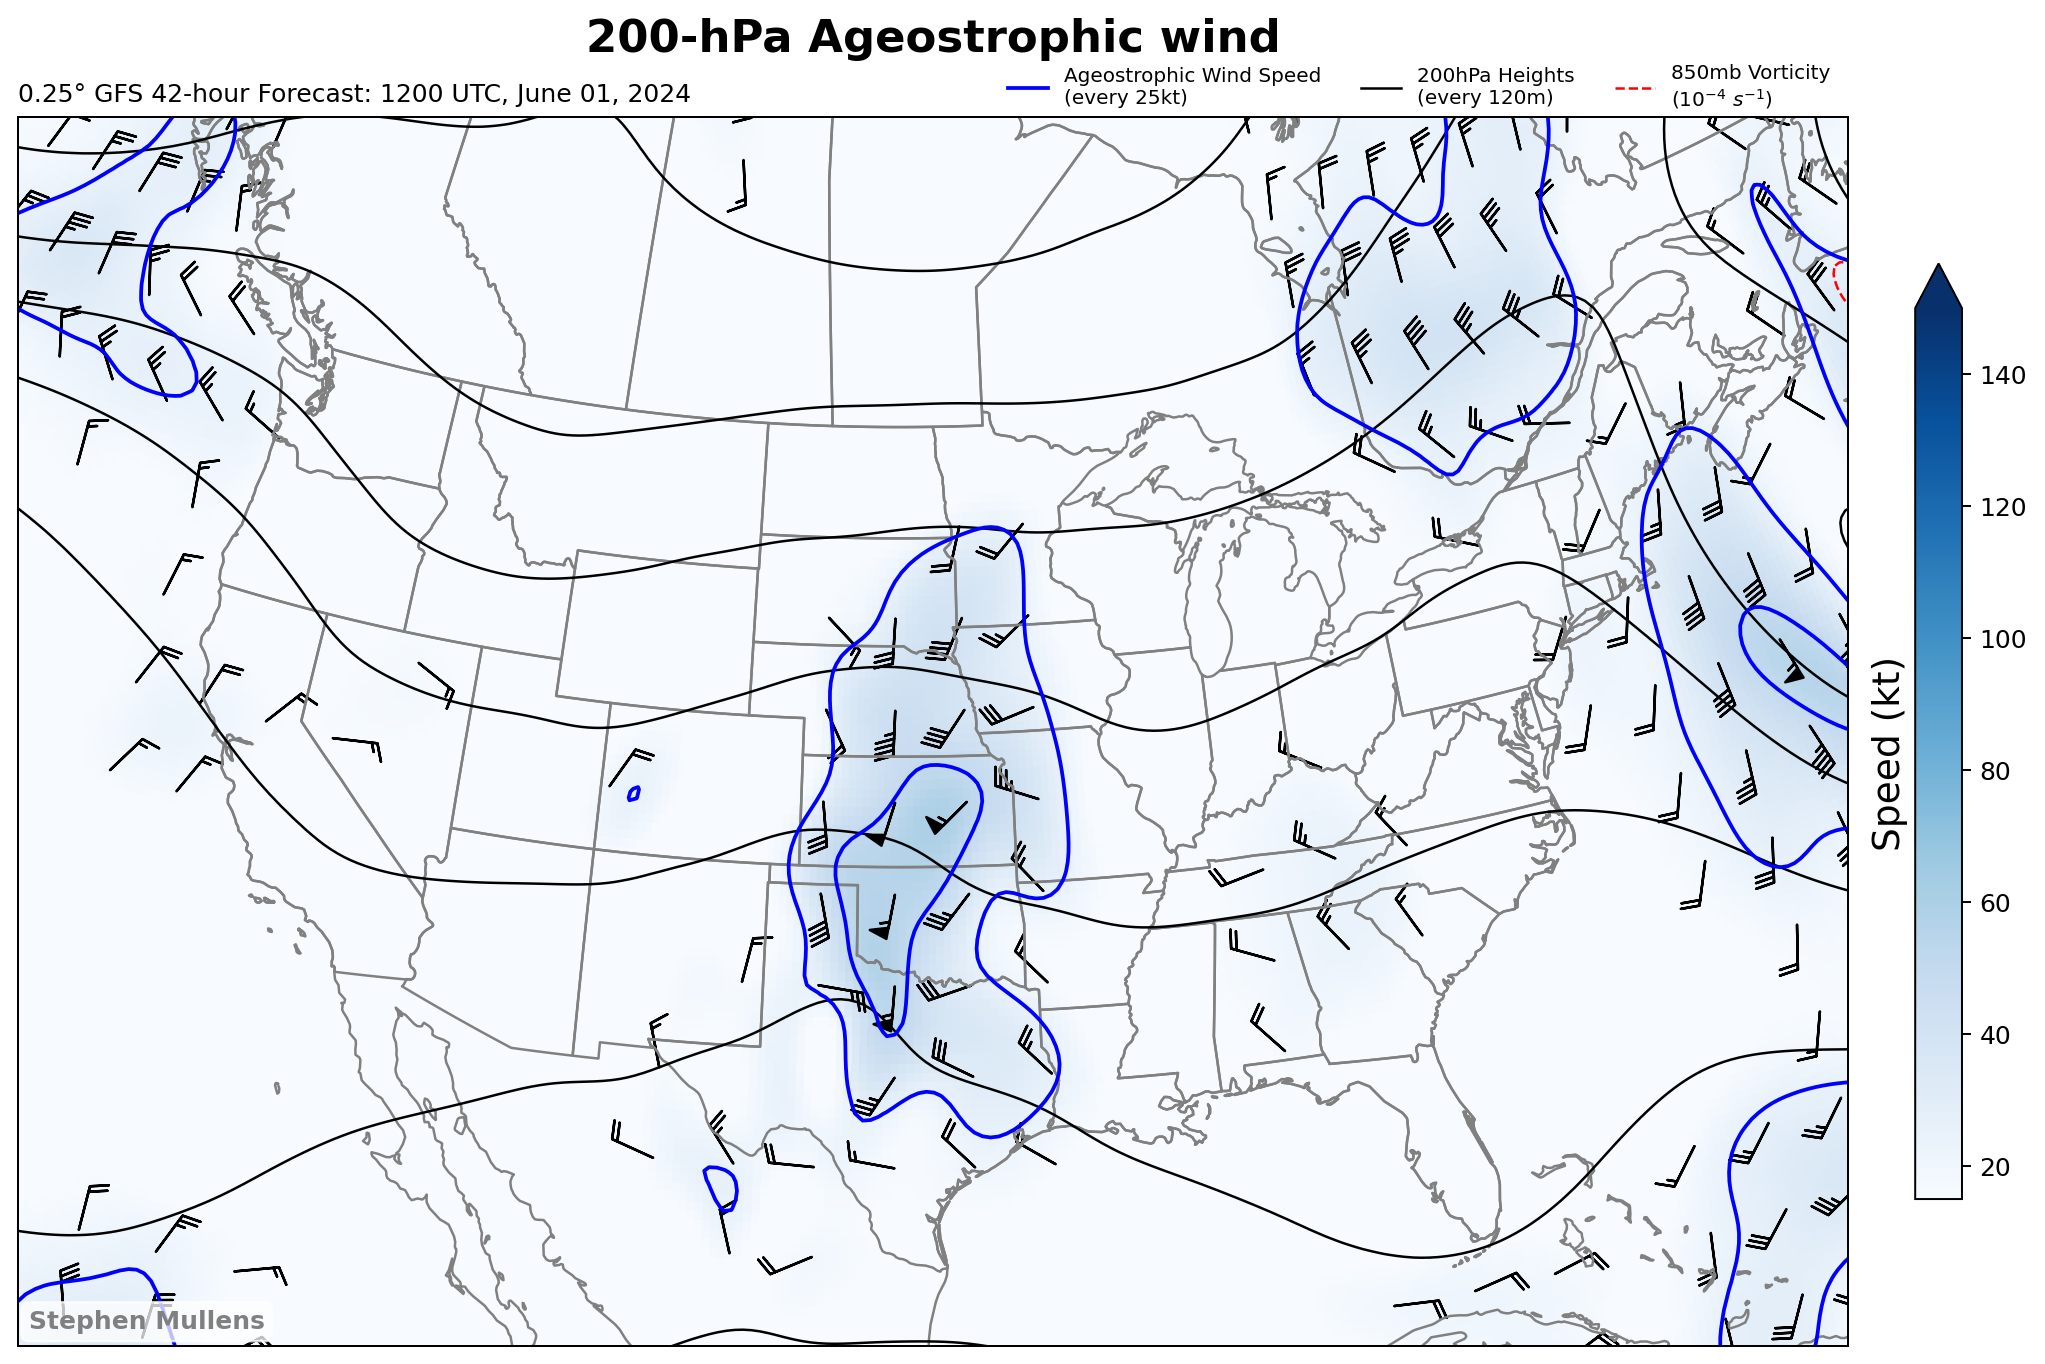 200-hPa Ageostrophic wind
0.25° GFS 42-hour Forecast: 1200 UTC, June 01, 2024
Ageostrophic Wind Speed
(every 25kt)
200hPa Heights
(every 120m)
850mb Vorticity
(10⁻⁴ s⁻¹)
140
120
100
80
60
40
20
Speed (kt)
Stephen Mullens